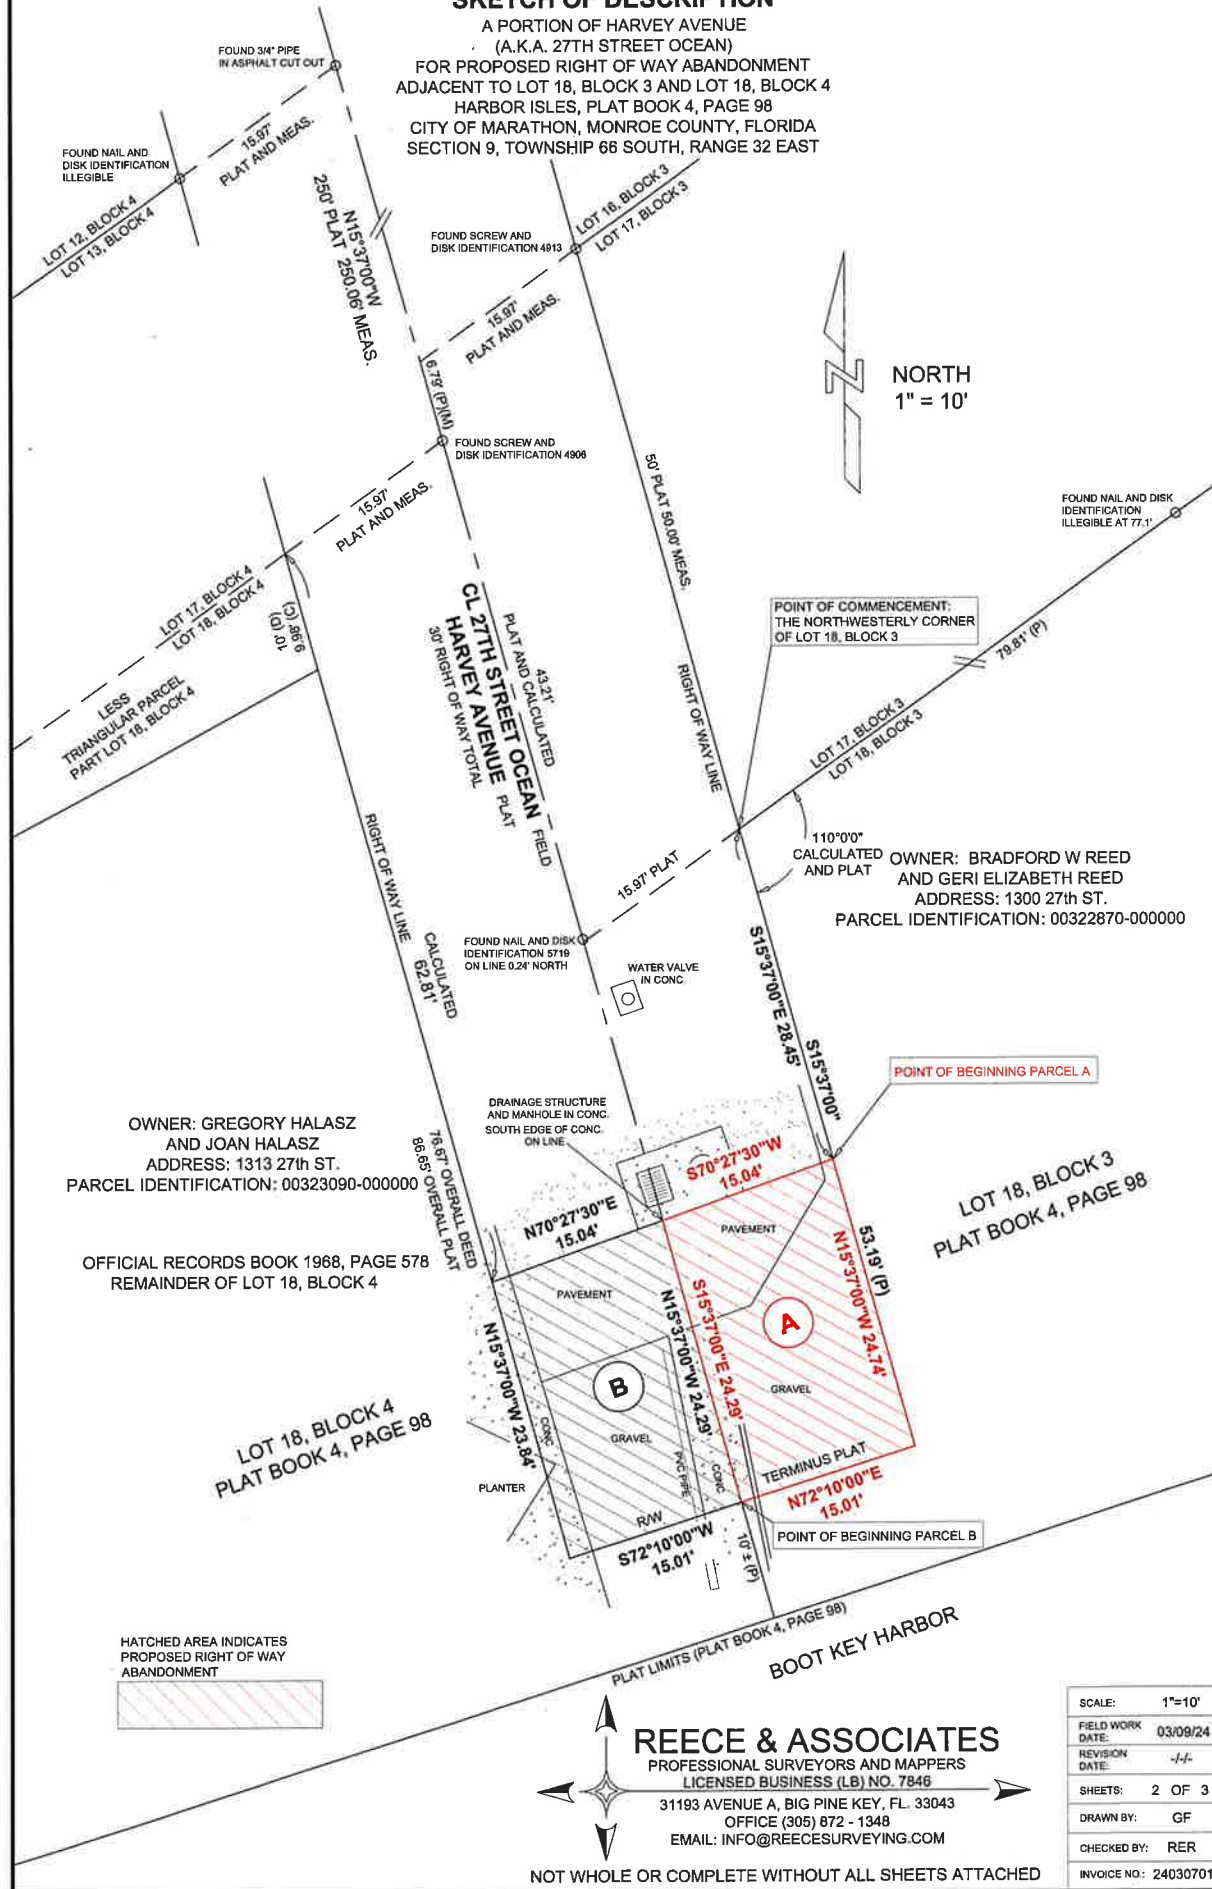 SKETCH OF DESCRIPTION
A PORTION OF HARVEY AVENUE
(A.K.A. 27TH STREET OCEAN)
FOR PROPOSED RIGHT OF WAY ABANDONMENT
ADJACENT TO LOT 18, BLOCK 3 AND LOT 18, BLOCK 4
HARBOR ISLES, PLAT BOOK 4, PAGE 98
CITY OF MARATHON, MONROE COUNTY, FLORIDA
SECTION 9, TOWNSHIP 66 SOUTH, RANGE 32 EAST
FOUND 3/4" PIPE
IN ASPHALT CUT OUT
15.97'
PLAT AND MEAS.
FOUND NAIL AND
DISK IDENTIFICATION
ILLEGIBLE
LOT 12, BLOCK 4
LOT 13, BLOCK 4
N15°37'00"W
250' PLAT 250.06' MEAS.
FOUND SCREW AND
DISK IDENTIFICATION 4913
LOT 16, BLOCK 3
LOT 17, BLOCK 3
15.97'
PLAT AND MEAS.
NORTH
1" = 10'
6.79' (P)(M)
FOUND SCREW AND
DISK IDENTIFICATION 4906
50' PLAT 50.00' MEAS.
15.97'
PLAT AND MEAS.
FOUND NAIL AND DISK
IDENTIFICATION
ILLEGIBLE AT 77.1'
LOT 17, BLOCK 4
LOT 18, BLOCK 4
9.98' (C)
10' (D)
LESS
TRIANGULAR PARCEL
PART LOT 18, BLOCK 4
43.21'
PLAT AND CALCULATED
CL 27TH STREET OCEAN FIELD
HARVEY AVENUE PLAT
30' RIGHT OF WAY TOTAL
RIGHT OF WAY LINE
POINT OF COMMENCEMENT:
THE NORTHWESTERLY CORNER
OF LOT 18, BLOCK 3
79.81' (P)
LOT 17, BLOCK 3
LOT 18, BLOCK 3
110°0'0"
CALCULATED
AND PLAT
OWNER: BRADFORD W REED
AND GERI ELIZABETH REED
ADDRESS: 1300 27th ST.
PARCEL IDENTIFICATION: 00322870-000000
15.97' PLAT
RIGHT OF WAY LINE
CALCULATED
62.81'
FOUND NAIL AND DISK
IDENTIFICATION 5719
ON LINE 0.24' NORTH
WATER VALVE
IN CONC
S15°37'00"E 28.45'
S15°37'00"
POINT OF BEGINNING PARCEL A
DRAINAGE STRUCTURE
AND MANHOLE IN CONC.
SOUTH EDGE OF CONC.
ON LINE
OWNER: GREGORY HALASZ
AND JOAN HALASZ
ADDRESS: 1313 27th ST.
PARCEL IDENTIFICATION: 00323090-000000
76.67' OVERALL DEED
86.65' OVERALL PLAT
OFFICIAL RECORDS BOOK 1968, PAGE 578
REMAINDER OF LOT 18, BLOCK 4
S70°27'30"W
15.04'
N70°27'30"E
15.04'
LOT 18, BLOCK 3
PLAT BOOK 4, PAGE 98
PAVEMENT
PAVEMENT
53.19' (P)
N15°37'00"W 24.74'
A
S15°37'00"E 24.29'
N15°37'00"W 24.29'
B
N15°37'00"W 23.84'
GRAVEL
GRAVEL
CONC
PVC PIPE
CONC
PLANTER
LOT 18, BLOCK 4
PLAT BOOK 4, PAGE 98
TERMINUS PLAT
N72°10'00"E
15.01'
R/W
S72°10'00"W
15.01'
POINT OF BEGINNING PARCEL B
10' ± (P)
PLAT LIMITS (PLAT BOOK 4, PAGE 98)
BOOT KEY HARBOR
HATCHED AREA INDICATES
PROPOSED RIGHT OF WAY
ABANDONMENT
REECE & ASSOCIATES
PROFESSIONAL SURVEYORS AND MAPPERS
LICENSED BUSINESS (LB) NO. 7846
31193 AVENUE A, BIG PINE KEY, FL. 33043
OFFICE (305) 872 - 1348
EMAIL: INFO@REECESURVEYING.COM
NOT WHOLE OR COMPLETE WITHOUT ALL SHEETS ATTACHED
SCALE: 1"=10'
FIELD WORK DATE: 03/09/24
REVISION DATE: -/-/-
SHEETS: 2 OF 3
DRAWN BY: GF
CHECKED BY: RER
INVOICE NO.: 24030701